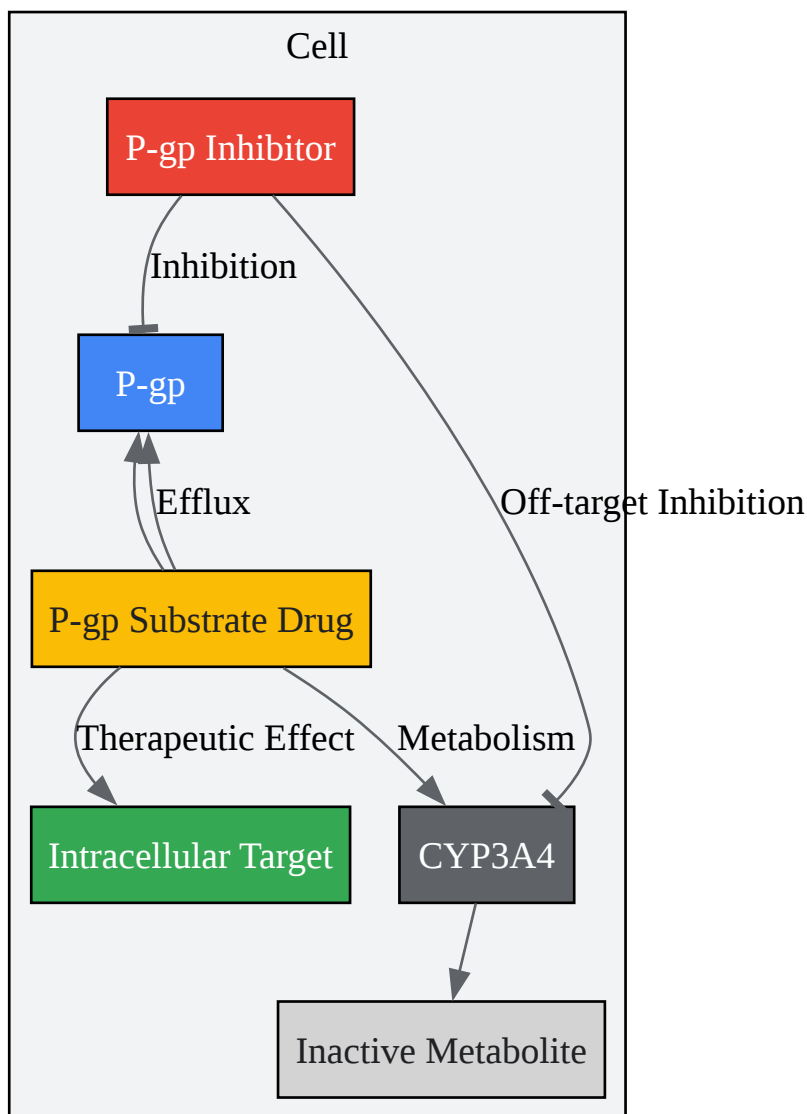 Cell
P-gp Inhibitor
Inhibition
P-gp
Efflux
Off-target Inhibition
P-gp Substrate Drug
Therapeutic Effect
Metabolism
Intracellular Target
CYP3A4
Inactive Metabolite